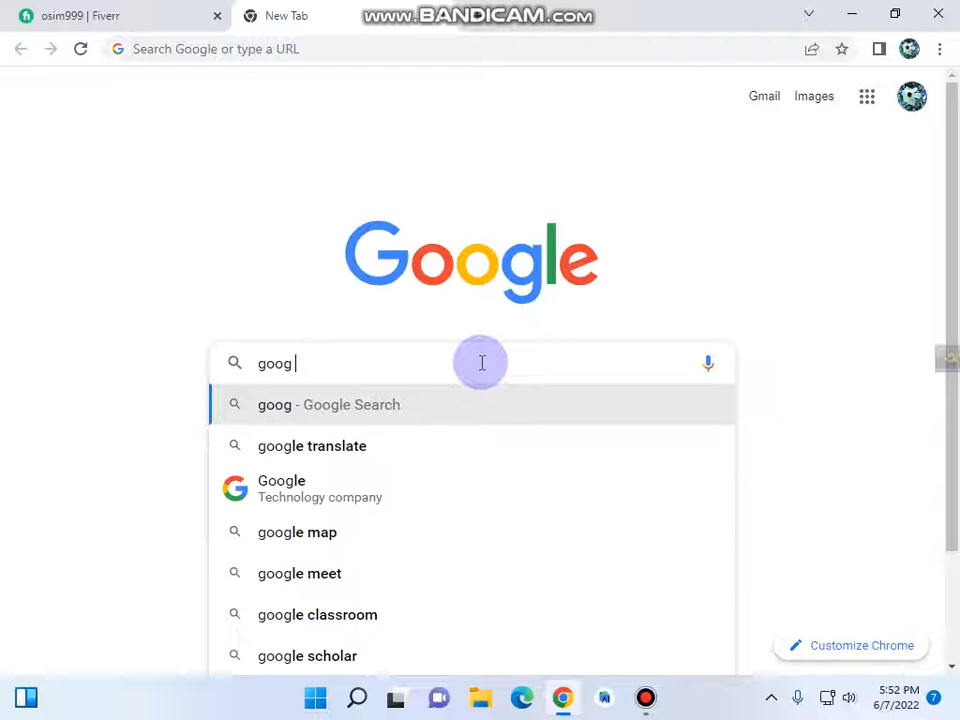 osim999 | Fiverr
New Tab
www.BANDICAM.com
Search Google or type a URL
Gmail Images
Google
goog
goog - Google Search
google translate
Google
Technology company
google map
google meet
google classroom
google scholar
Customize Chrome
5:52 PM
6/7/2022
7